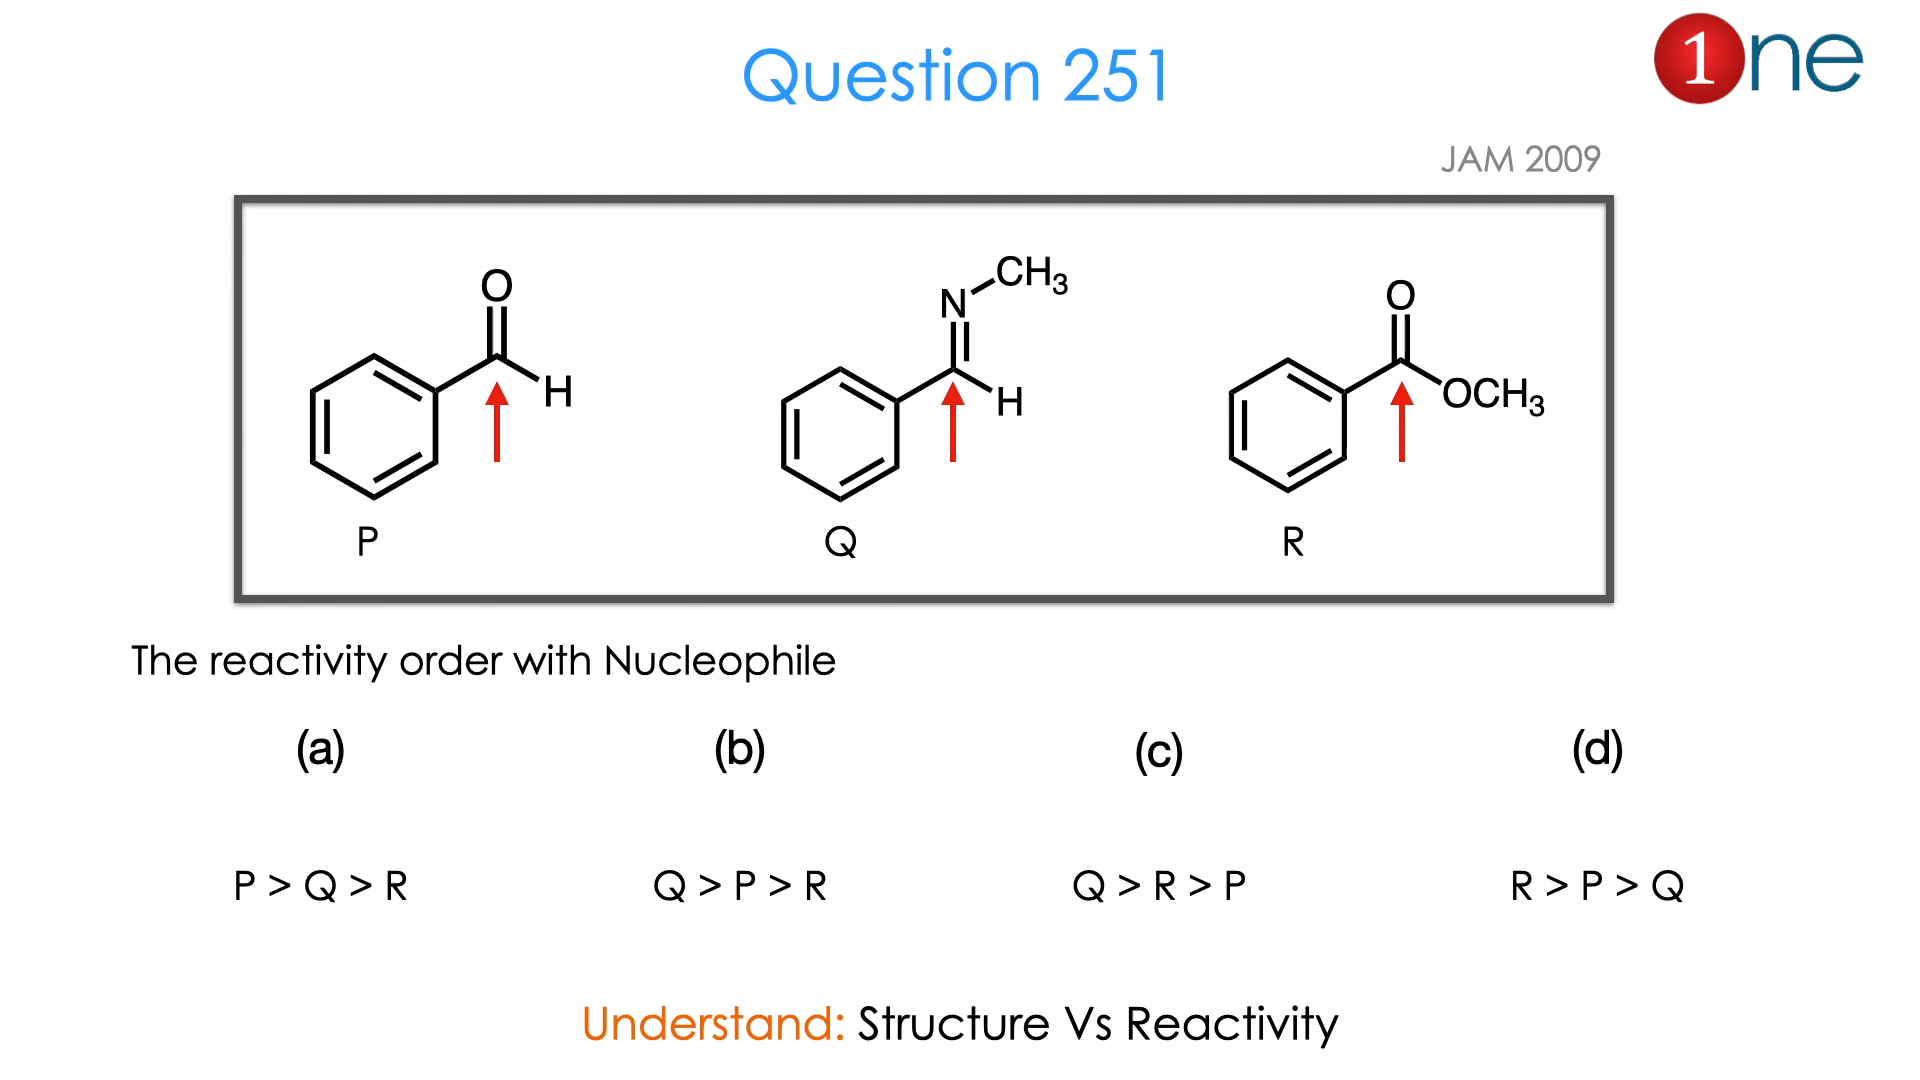 Question 251
1ne
JAM 2009
O
H
P
N
CH3
H
Q
O
OCH3
R
The reactivity order with Nucleophile
(a) (b) (c) (d)
P > Q > R Q > P > R Q > R > P R > P > Q
Understand: Structure Vs Reactivity